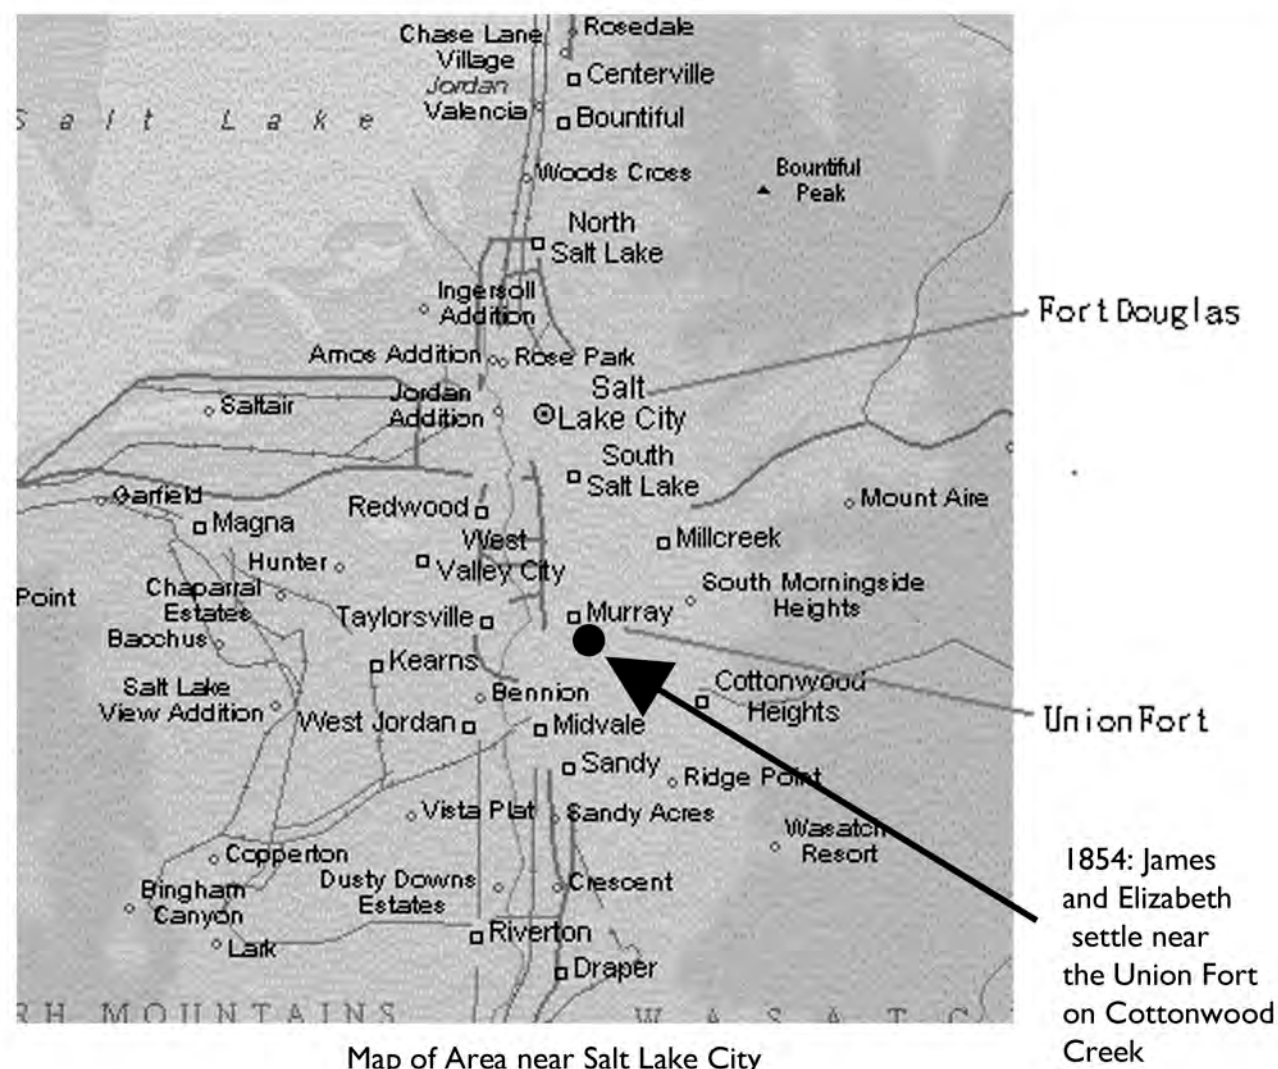 Rosedale
Chase Lane
Village
Centerville
Jordan
Valencia
Bountiful
Salt Lake
Woods Cross
Bountiful
Peak
North
Salt Lake
Ingersoll
Addition
Fort Douglas
Amos Addition
Rose Park
Salt
Lake City
Jordan
Addition
Saltair
South
Salt Lake
Garfield
Redwood
Mount Aire
Magna
West
Valley City
Millcreek
Hunter
South Morningside
Heights
Point
Chaparral
Estates
Taylorsville
Murray
Bacchus
Kearns
Salt Lake
View Addition
Bennion
Cottonwood
Heights
West Jordan
Midvale
Union Fort
Sandy
Ridge Point
Vista Plat
Sandy Acres
Wasatch
Resort
Copperton
Dusty Downs
Estates
Crescent
Bingham
Canyon
Lark
Riverton
Draper
RH MOUNTAINS
WASATC
1854: James
and Elizabeth
settle near
the Union Fort
on Cottonwood
Creek
Map of Area near Salt Lake City